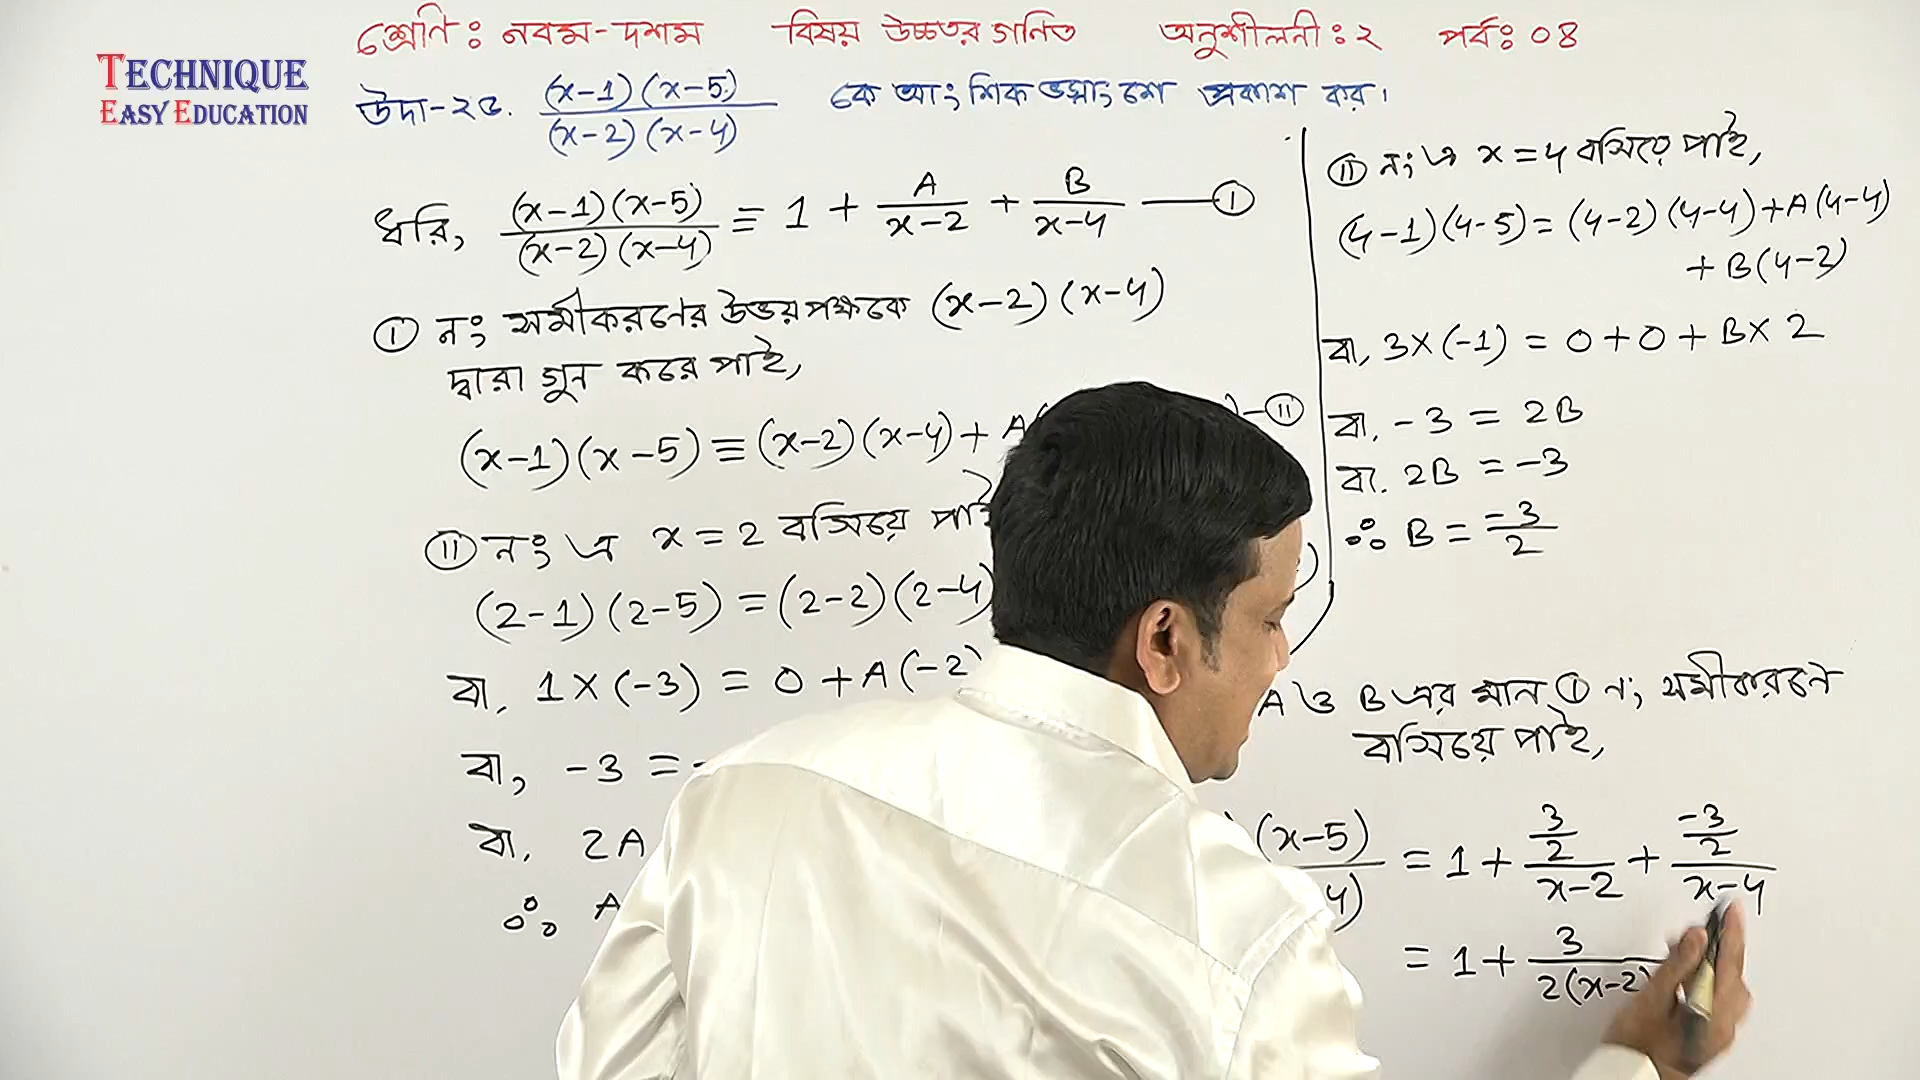 TECHNIQUE
EASY EDUCATION
শ্রেণি: নবম-দশম বিষয় উচ্চতর গনিত অনুশীলনী: ২ পর্ব: ০৪
উদা-২৫. (x-1)(x-5)/(x-2)(x-4) কে আংশিক ভগ্নাংশে প্রকাশ কর।
ধরি, (x-1)(x-5)/(x-2)(x-4) ≡ 1 + A/(x-2) + B/(x-4) — (i)
(i) নং সমীকরণের উভয়পক্ষকে (x-2)(x-4)
দ্বারা গুন করে পাই,
(x-1)(x-5) ≡ (x-2)(x-4) + A( ) - (ii)
(ii) নং এ x = 2 বসিয়ে পাই
(2-1)(2-5) = (2-2)(2-4) )
বা, 1×(-3) = 0 + A(-2)
বা, -3 = -
বা, 2A
∴ A
(ii) নং এ x = 4 বসিয়ে পাই,
(4-1)(4-5) = (4-2)(4-4) + A(4-4)
+ B(4-2)
বা, 3×(-1) = 0 + 0 + B×2
বা, -3 = 2B
বা, 2B = -3
∴ B = -3/2
A ও B এর মান (i) নং সমীকরণে
বসিয়ে পাই,
(x-5)/ 4) = 1 + 3/2/(x-2) + -3/2/(x-4)
= 1 + 3/2(x-2)